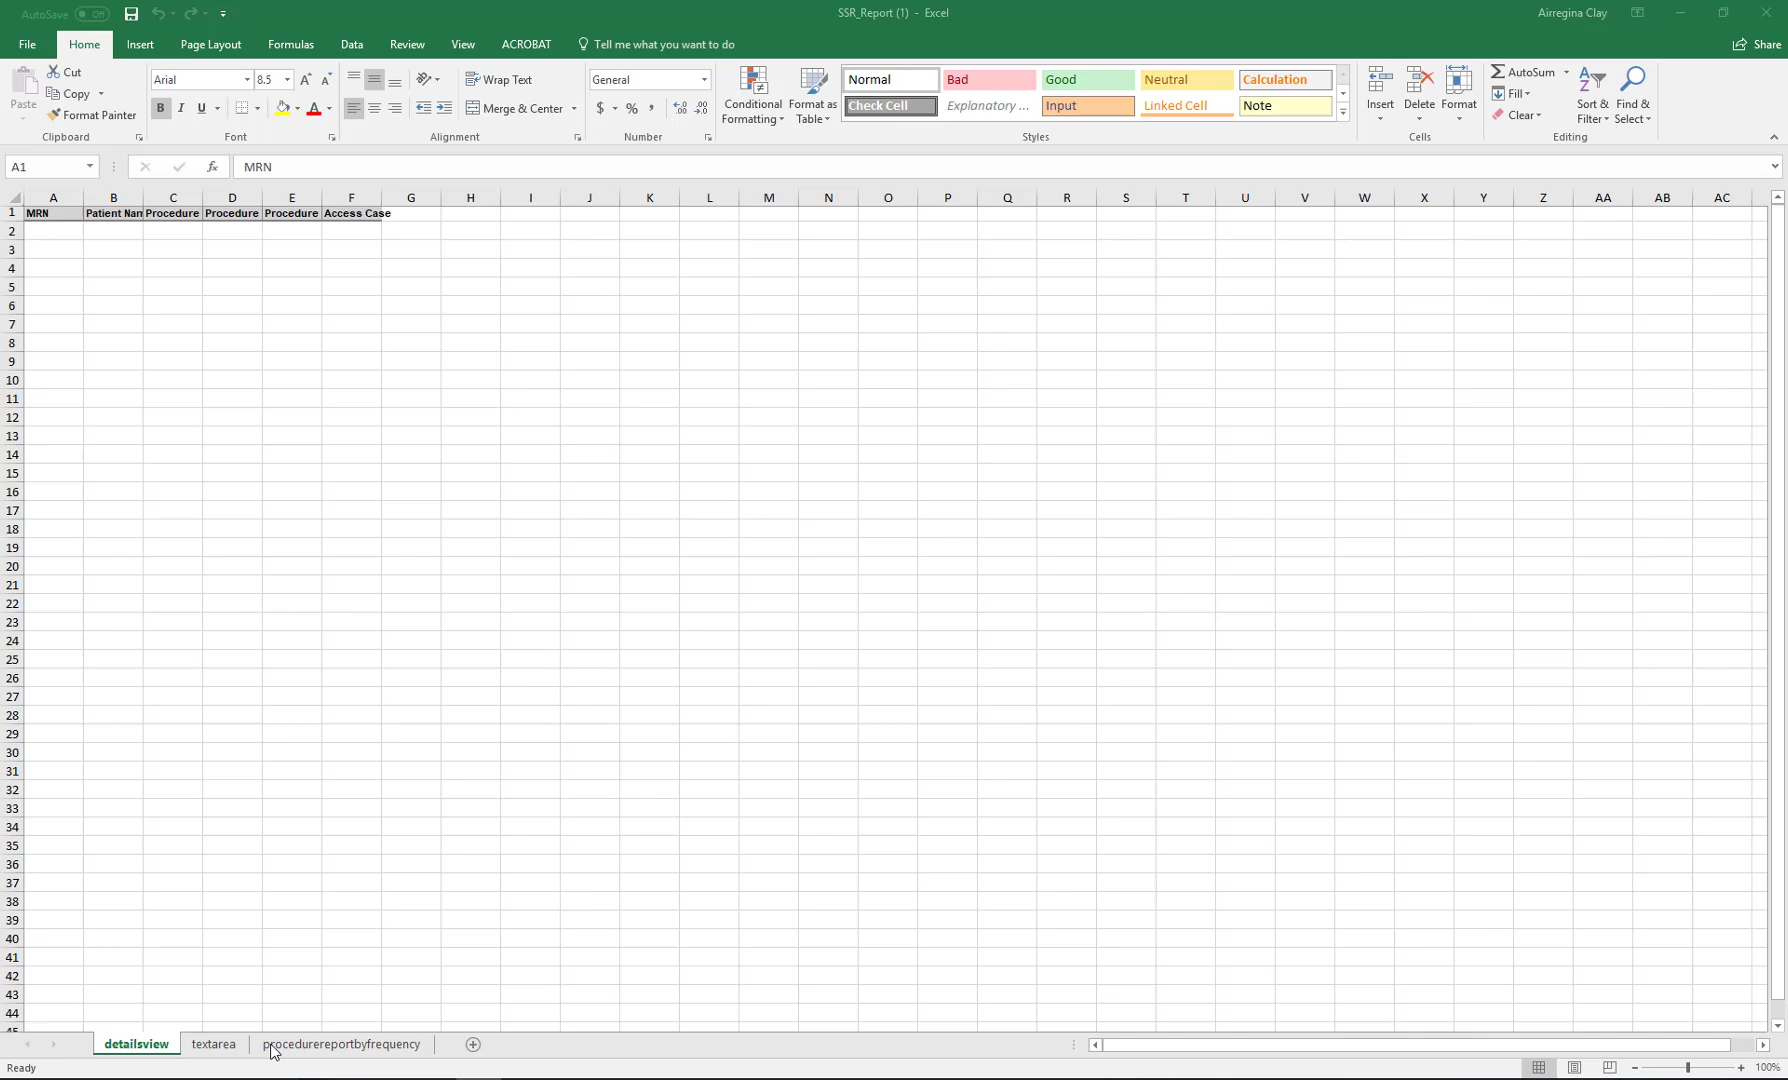 AutoSave Off SSR_Report (1) - Excel Airregina Clay
File Home Insert Page Layout Formulas Data Review View ACROBAT Tell me what you want to do Share
Paste Cut Copy Format Painter Clipboard
Arial 8.5 A A B I U A Font
Wrap Text Merge & Center Alignment
General $ % , .0 .00 Number
Conditional Formatting Format as Table
Normal Bad Good Neutral Calculation
Check Cell Explanatory ... Input Linked Cell Note
Styles
Insert Delete Format Cells
AutoSum Fill Clear Sort & Filter Find & Select Editing
A1 fx MRN
A B C D E F G H I J K L M N O P Q R S T U V W X Y Z AA AB AC
1 MRN Patient Nam Procedure Procedure Procedure Access Case
2
3
4
5
6
7
8
9
10
11
12
13
14
15
16
17
18
19
20
21
22
23
24
25
26
27
28
29
30
31
32
33
34
35
36
37
38
39
40
41
42
43
44
45
detailsview textarea procedurereportbyfrequency
Ready 100%